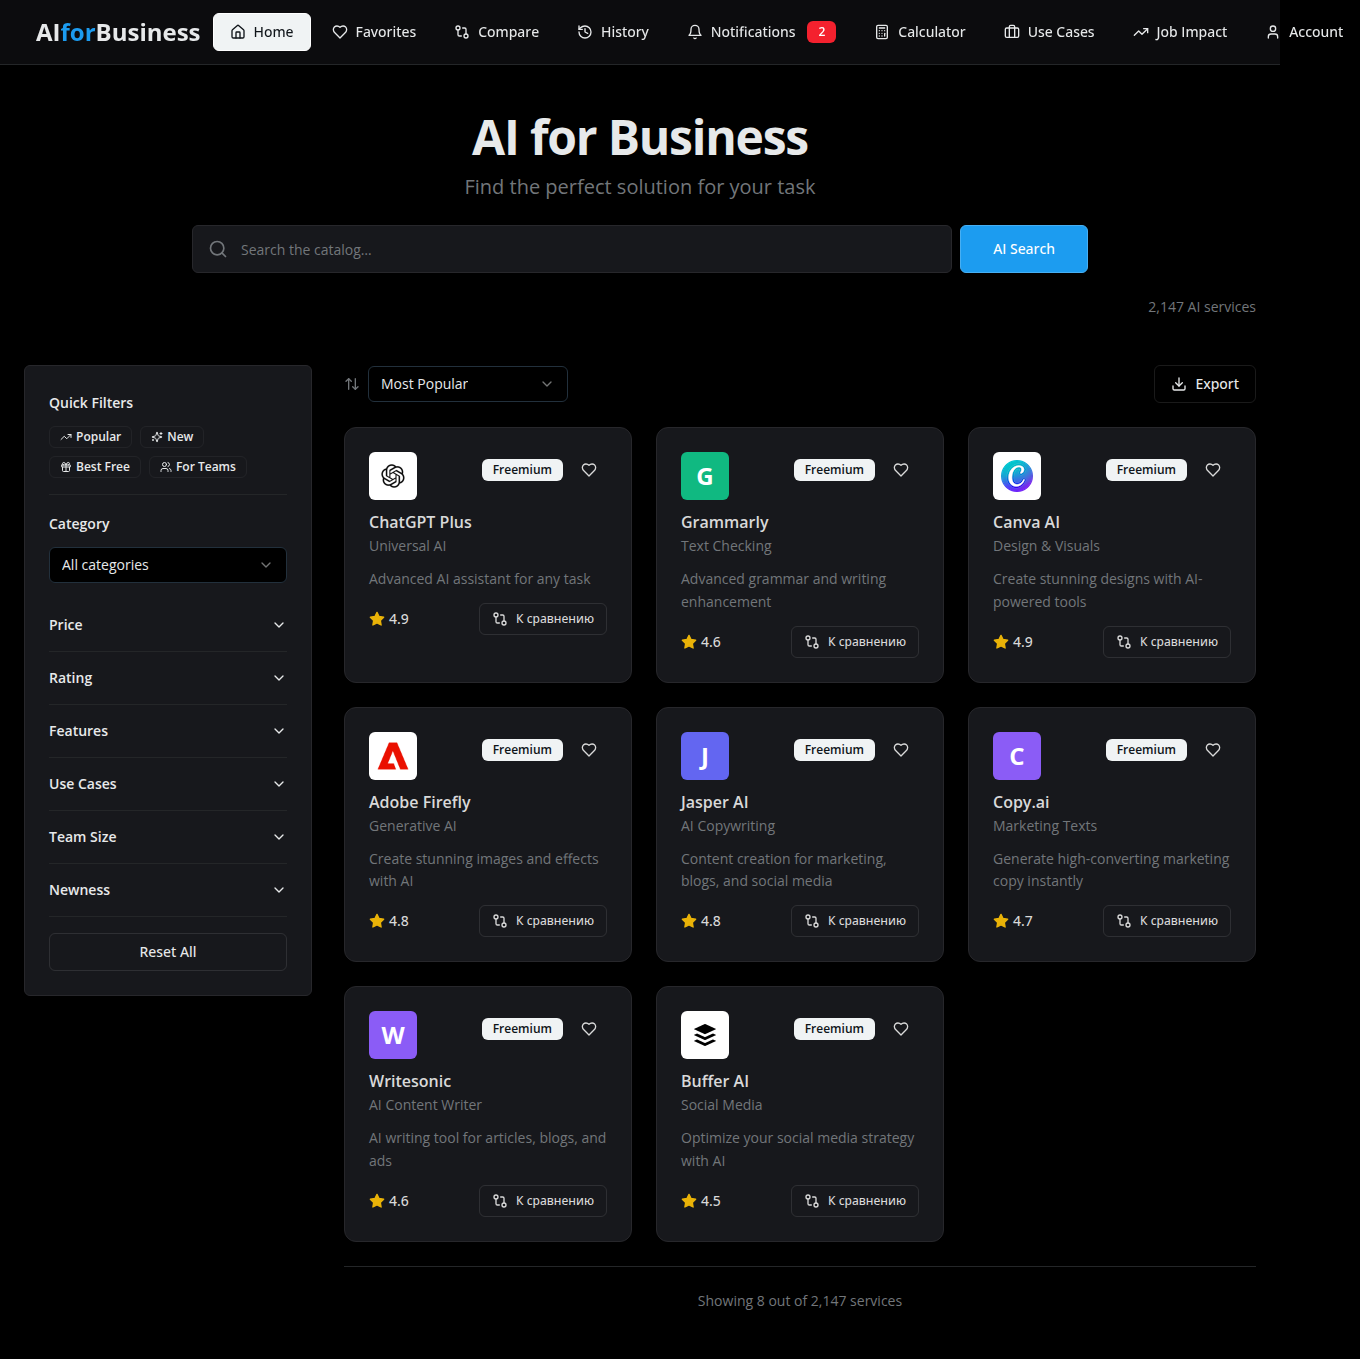 AIforBusiness
Home
Favorites
Compare
History
Notifications
2
Calculator
Use Cases
Job Impact
Account
AI for Business
Find the perfect solution for your task
Search the catalog...
AI Search
2,147 AI services
Quick Filters
Popular
New
Best Free
For Teams
Category
All categories
Price
Rating
Features
Use Cases
Team Size
Newness
Reset All
Most Popular
Export
Freemium
ChatGPT Plus
Universal AI
Advanced AI assistant for any task
4.9
К сравнению
G
Freemium
Grammarly
Text Checking
Advanced grammar and writing
enhancement
4.6
К сравнению
C
Freemium
Canva AI
Design & Visuals
Create stunning designs with AI-
powered tools
4.9
К сравнению
Freemium
Adobe Firefly
Generative AI
Create stunning images and effects
with AI
4.8
К сравнению
J
Freemium
Jasper AI
AI Copywriting
Content creation for marketing,
blogs, and social media
4.8
К сравнению
C
Freemium
Copy.ai
Marketing Texts
Generate high-converting marketing
copy instantly
4.7
К сравнению
W
Freemium
Writesonic
AI Content Writer
AI writing tool for articles, blogs, and
ads
4.6
К сравнению
Freemium
Buffer AI
Social Media
Optimize your social media strategy
with AI
4.5
К сравнению
Showing 8 out of 2,147 services